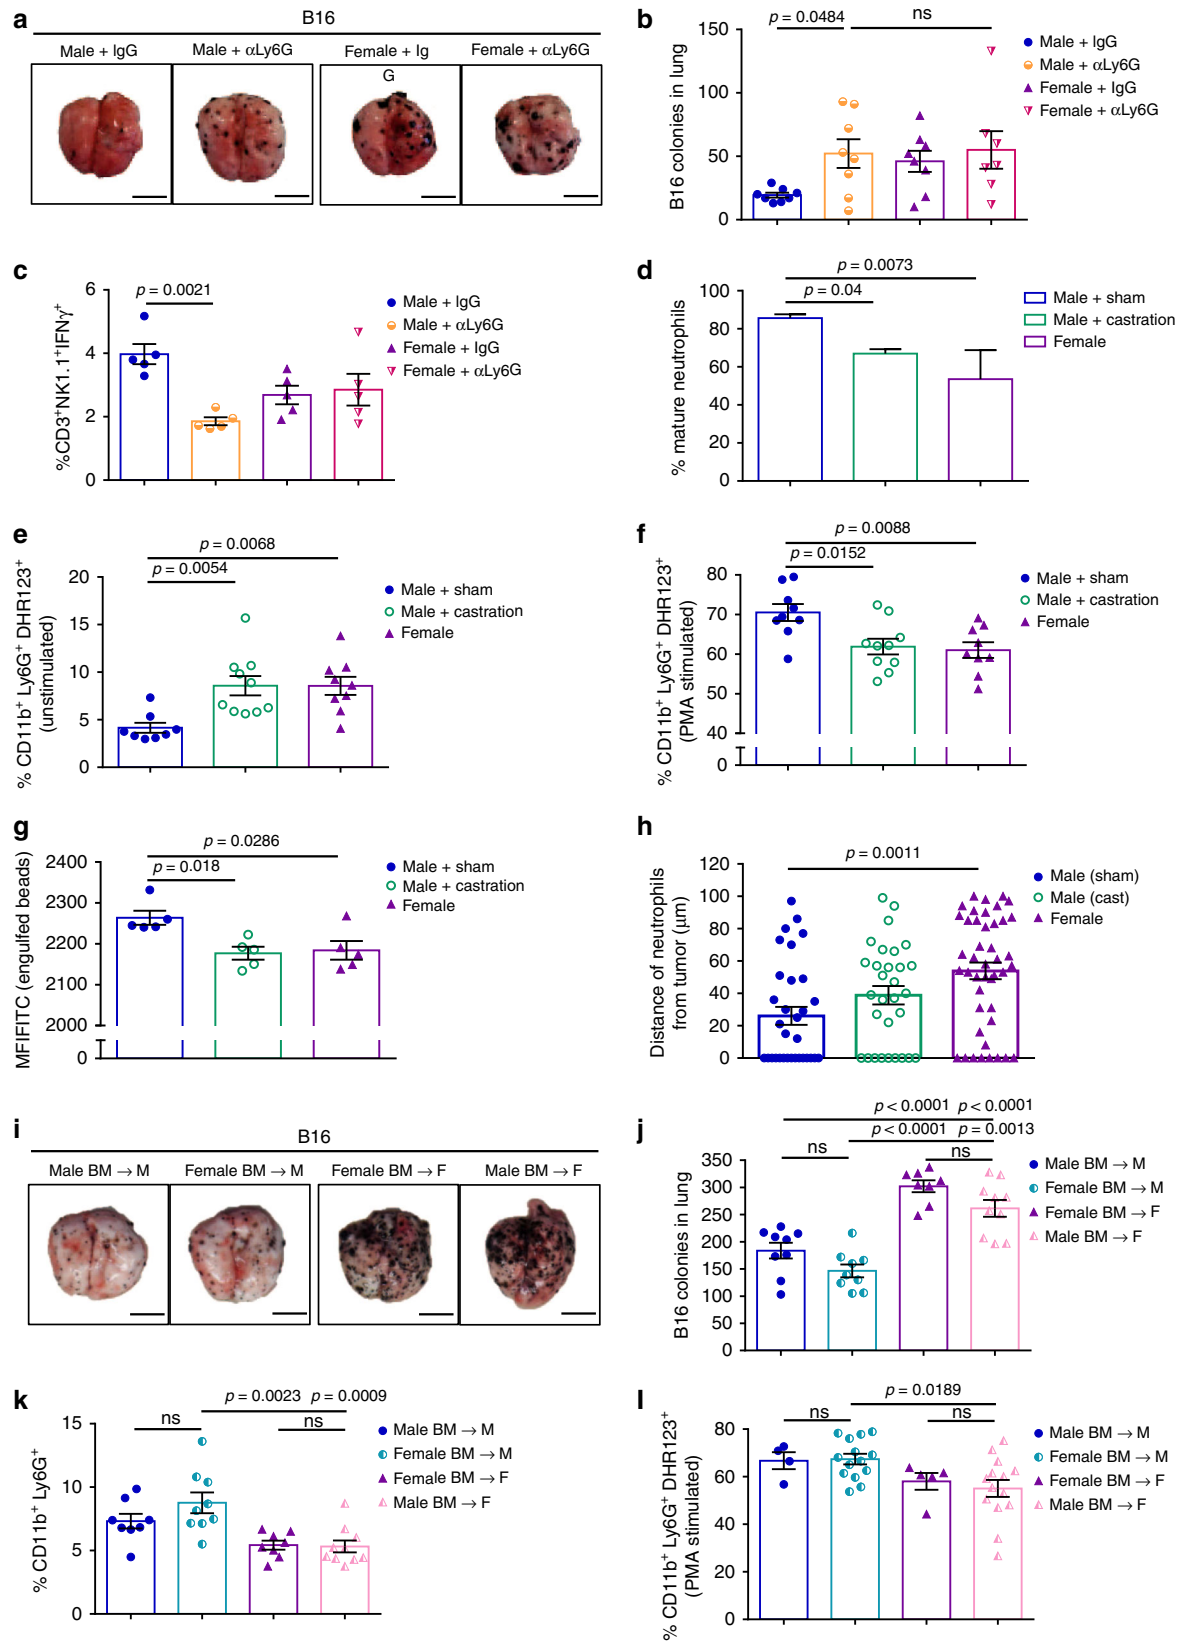 a
B16
Male + IgG
Male + αLy6G
Female + Ig
G
Female + αLy6G
b
p = 0.0484
ns
B16 colonies in lung
150
100
50
0
Male + IgG
Male + αLy6G
Female + IgG
Female + αLy6G
c
p = 0.0021
%CD3+NK1.1+IFNγ+
6
4
2
0
Male + IgG
Male + αLy6G
Female + IgG
Female + αLy6G
d
p = 0.0073
p = 0.04
% mature neutrophils
100
80
60
40
20
0
Male + sham
Male + castration
Female
e
p = 0.0068
p = 0.0054
% CD11b+ Ly6G+ DHR123+
(unstimulated)
20
15
10
5
0
Male + sham
Male + castration
Female
f
p = 0.0088
p = 0.0152
% CD11b+ Ly6G+ DHR123+
(PMA stimulated)
80
70
60
50
40
0
Male + sham
Male + castration
Female
g
p = 0.0286
p = 0.018
MFIFITC (engulfed beads)
2400
2300
2200
2100
2000
0
Male + sham
Male + castration
Female
h
p = 0.0011
Distance of neutrophils
from tumor (μm)
120
100
80
60
40
20
0
Male (sham)
Male (cast)
Female
i
B16
Male BM → M
Female BM → M
Female BM → F
Male BM → F
j
p < 0.0001 p < 0.0001
p < 0.0001 p = 0.0013
ns
ns
B16 colonies in lung
350
300
250
200
150
100
50
0
Male BM → M
Female BM → M
Female BM → F
Male BM → F
k
p = 0.0023 p = 0.0009
ns
ns
% CD11b+ Ly6G+
15
10
5
0
Male BM → M
Female BM → M
Female BM → F
Male BM → F
l
p = 0.0189
ns
ns
% CD11b+ Ly6G+ DHR123+
(PMA stimulated)
80
60
40
20
0
Male BM → M
Female BM → M
Female BM → F
Male BM → F